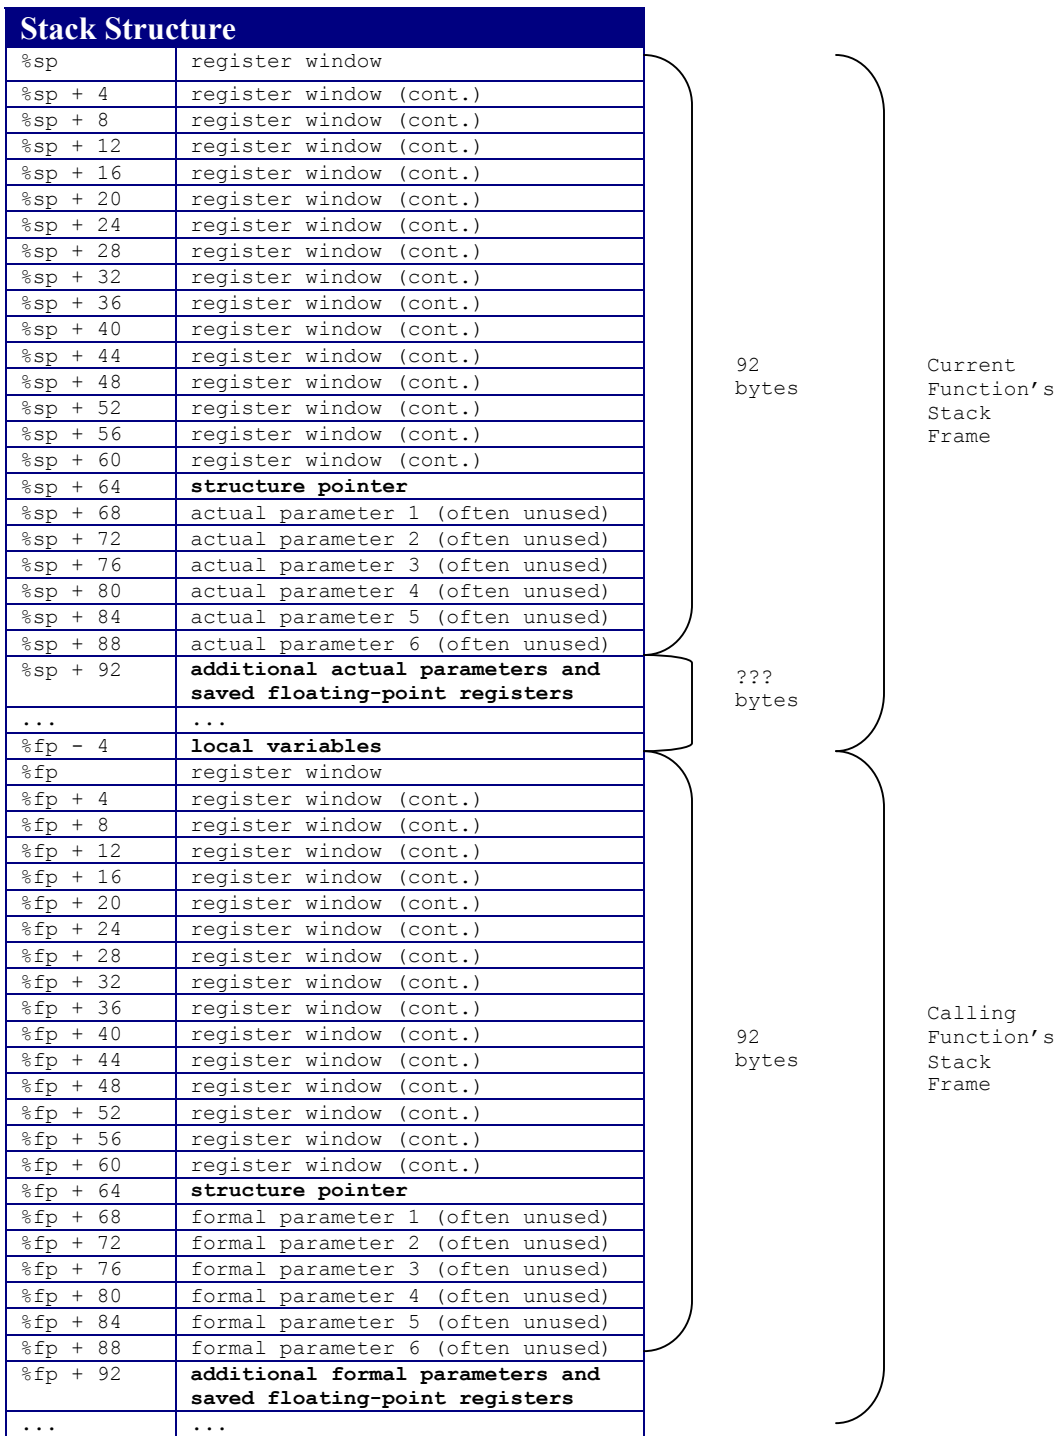 Stack Structure
%sp register window
%sp + 4 register window (cont.)
%sp + 8 register window (cont.)
%sp + 12 register window (cont.)
%sp + 16 register window (cont.)
%sp + 20 register window (cont.)
%sp + 24 register window (cont.)
%sp + 28 register window (cont.)
%sp + 32 register window (cont.)
%sp + 36 register window (cont.)
%sp + 40 register window (cont.)
%sp + 44 register window (cont.)
%sp + 48 register window (cont.)
%sp + 52 register window (cont.)
%sp + 56 register window (cont.)
%sp + 60 register window (cont.)
%sp + 64 structure pointer
%sp + 68 actual parameter 1 (often unused)
%sp + 72 actual parameter 2 (often unused)
%sp + 76 actual parameter 3 (often unused)
%sp + 80 actual parameter 4 (often unused)
%sp + 84 actual parameter 5 (often unused)
%sp + 88 actual parameter 6 (often unused)
%sp + 92 additional actual parameters and
saved floating-point registers
... ...
%fp - 4 local variables
%fp register window
%fp + 4 register window (cont.)
%fp + 8 register window (cont.)
%fp + 12 register window (cont.)
%fp + 16 register window (cont.)
%fp + 20 register window (cont.)
%fp + 24 register window (cont.)
%fp + 28 register window (cont.)
%fp + 32 register window (cont.)
%fp + 36 register window (cont.)
%fp + 40 register window (cont.)
%fp + 44 register window (cont.)
%fp + 48 register window (cont.)
%fp + 52 register window (cont.)
%fp + 56 register window (cont.)
%fp + 60 register window (cont.)
%fp + 64 structure pointer
%fp + 68 formal parameter 1 (often unused)
%fp + 72 formal parameter 2 (often unused)
%fp + 76 formal parameter 3 (often unused)
%fp + 80 formal parameter 4 (often unused)
%fp + 84 formal parameter 5 (often unused)
%fp + 88 formal parameter 6 (often unused)
%fp + 92 additional formal parameters and
saved floating-point registers
... ...
92
bytes
???
bytes
92
bytes
Current
Function’s
Stack
Frame
Calling
Function’s
Stack
Frame